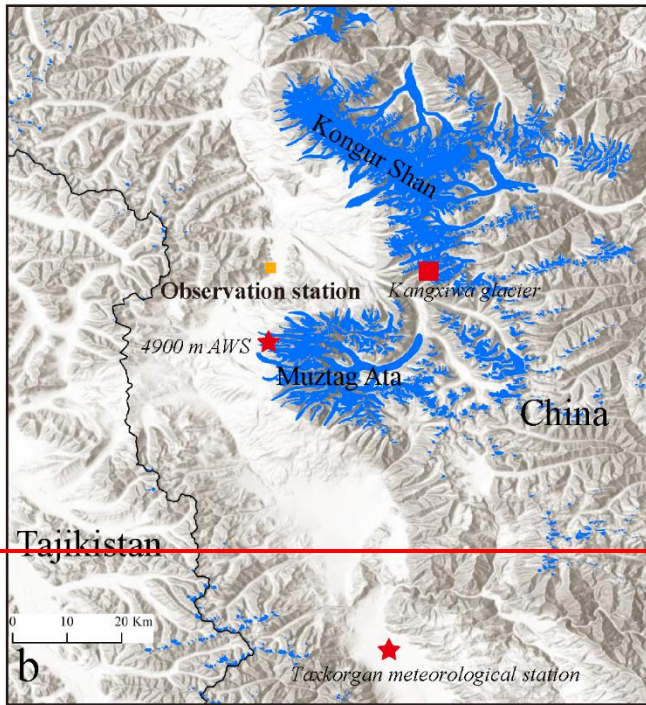 Kongur Shan
Observation station
Kangxiwa glacier
4900 m AWS
Muztag Ata
China
Tajikistan
0 10 20 Km
b
Taxkorgan meteorological station